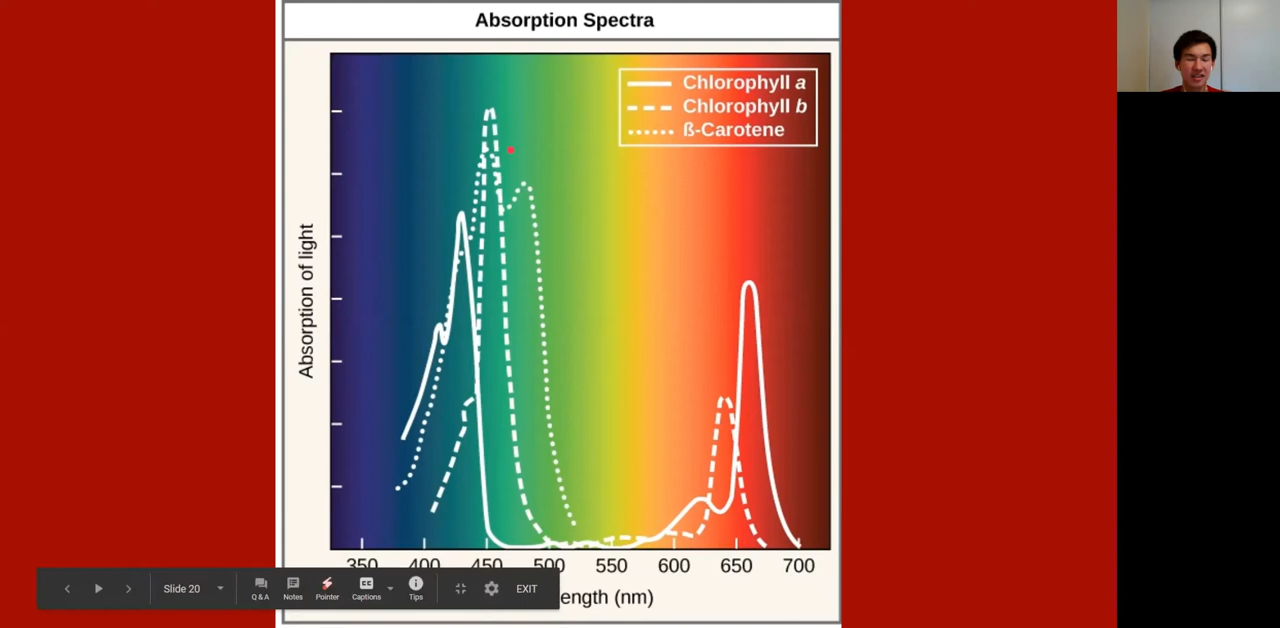 Absorption Spectra
Chlorophyll a
Chlorophyll b
ß-Carotene
Absorption of light
350 400 450 500 550 600 650 700
ength (nm)
Slide 20
Q & A
Notes
Pointer
CC
Captions
Tips
EXIT